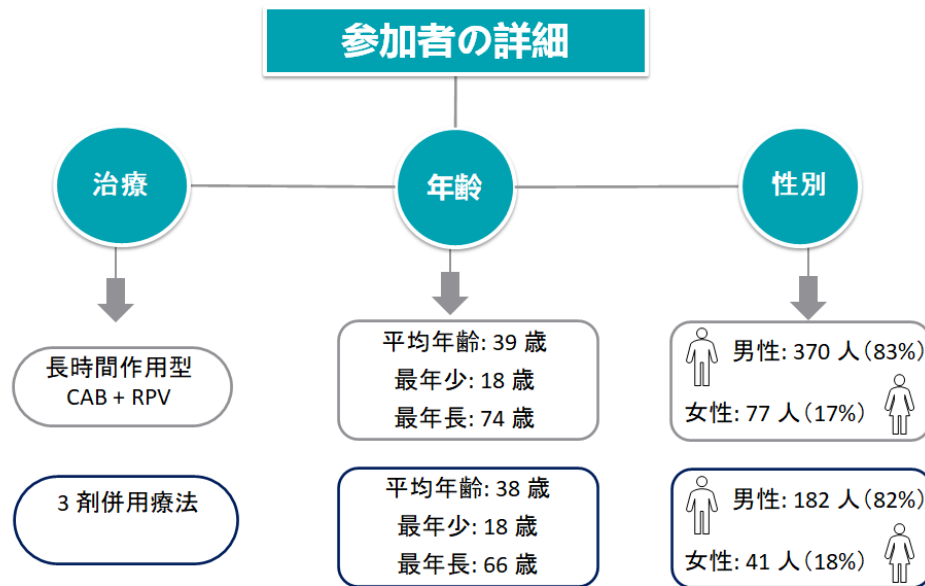 参加者の詳細
治療
年齢
性別
長時間作用型
CAB + RPV
平均年齢: 39 歳
最年少: 18 歳
最年長: 74 歳
男性: 370 人(83%)
女性: 77 人(17%)
3 剤併用療法
平均年齢: 38 歳
最年少: 18 歳
最年長: 66 歳
男性: 182 人(82%)
女性: 41 人(18%)